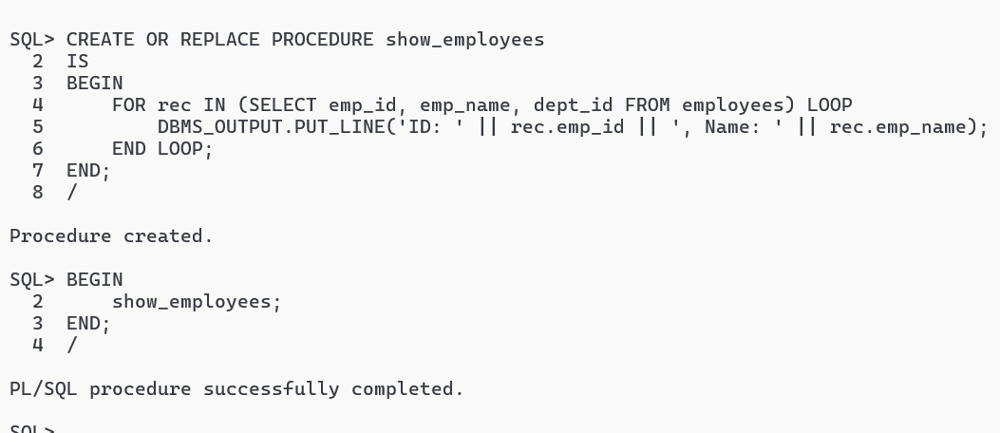 SQL> CREATE OR REPLACE PROCEDURE show_employees
  2  IS
  3  BEGIN
  4      FOR rec IN (SELECT emp_id, emp_name, dept_id FROM employees) LOOP
  5          DBMS_OUTPUT.PUT_LINE('ID: ' || rec.emp_id || ', Name: ' || rec.emp_name);
  6      END LOOP;
  7  END;
  8  /
Procedure created.
SQL> BEGIN
  2      show_employees;
  3  END;
  4  /
PL/SQL procedure successfully completed.
SQL>